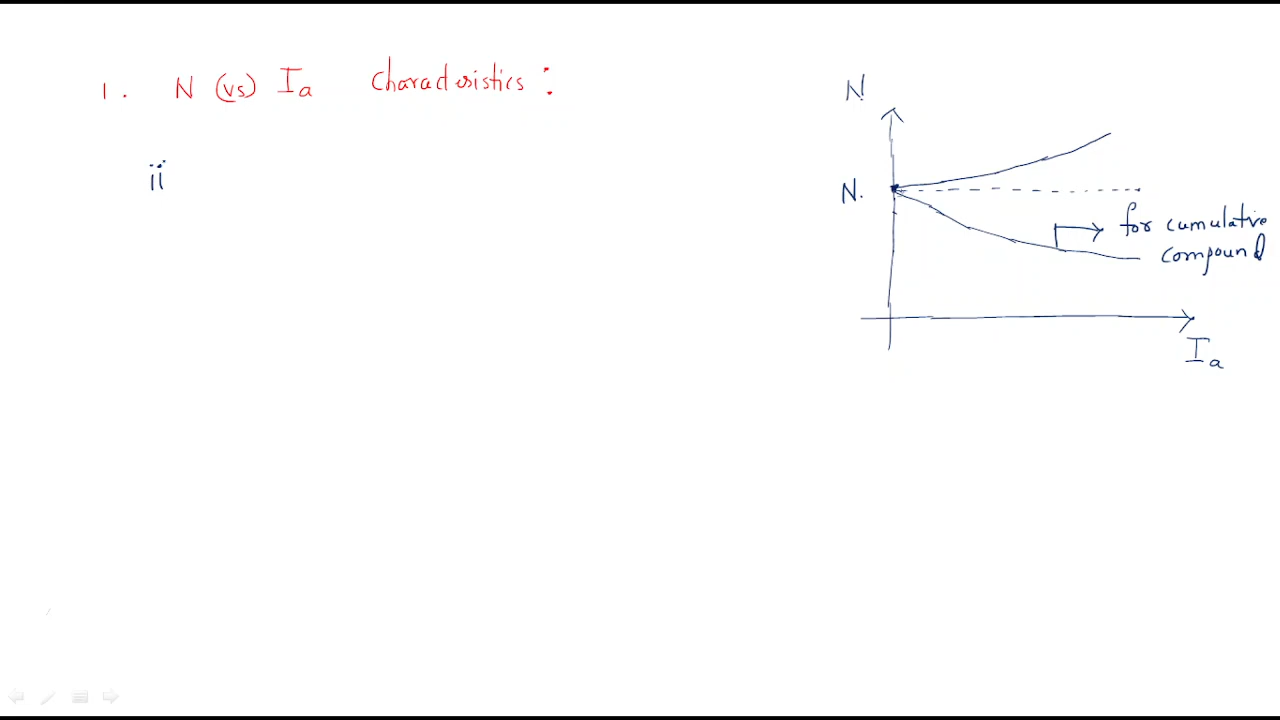 1. N (vs) Ia characteristics :
ii
N
N.
for cumulative
compound
Ia